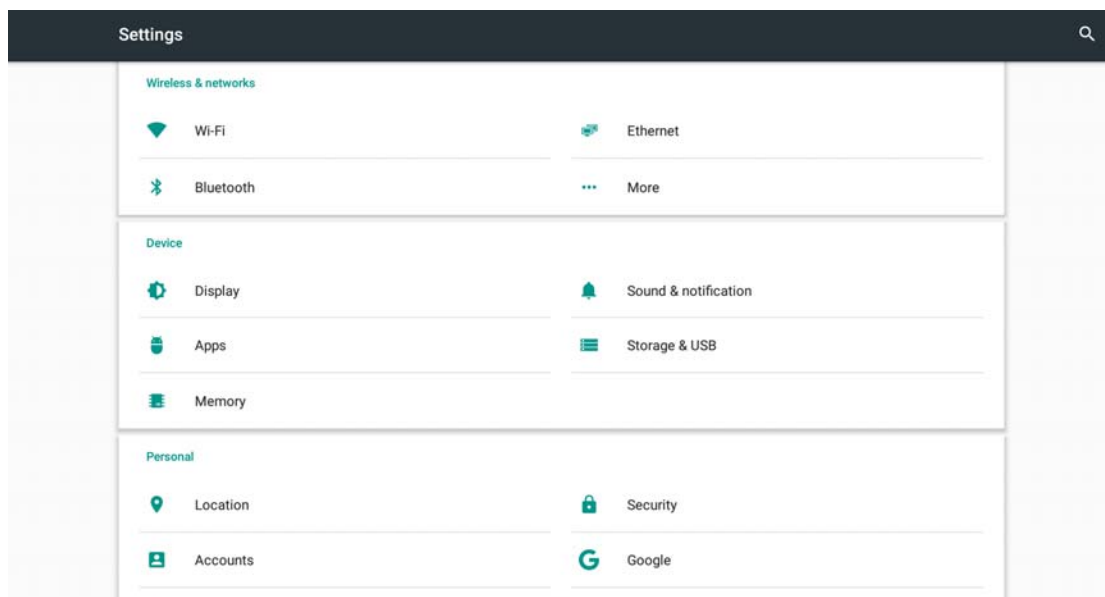 Settings
Wireless & networks
Wi-Fi
Ethernet
Bluetooth
More
Device
Display
Sound & notification
Apps
Storage & USB
Memory
Personal
Location
Security
Accounts
Google